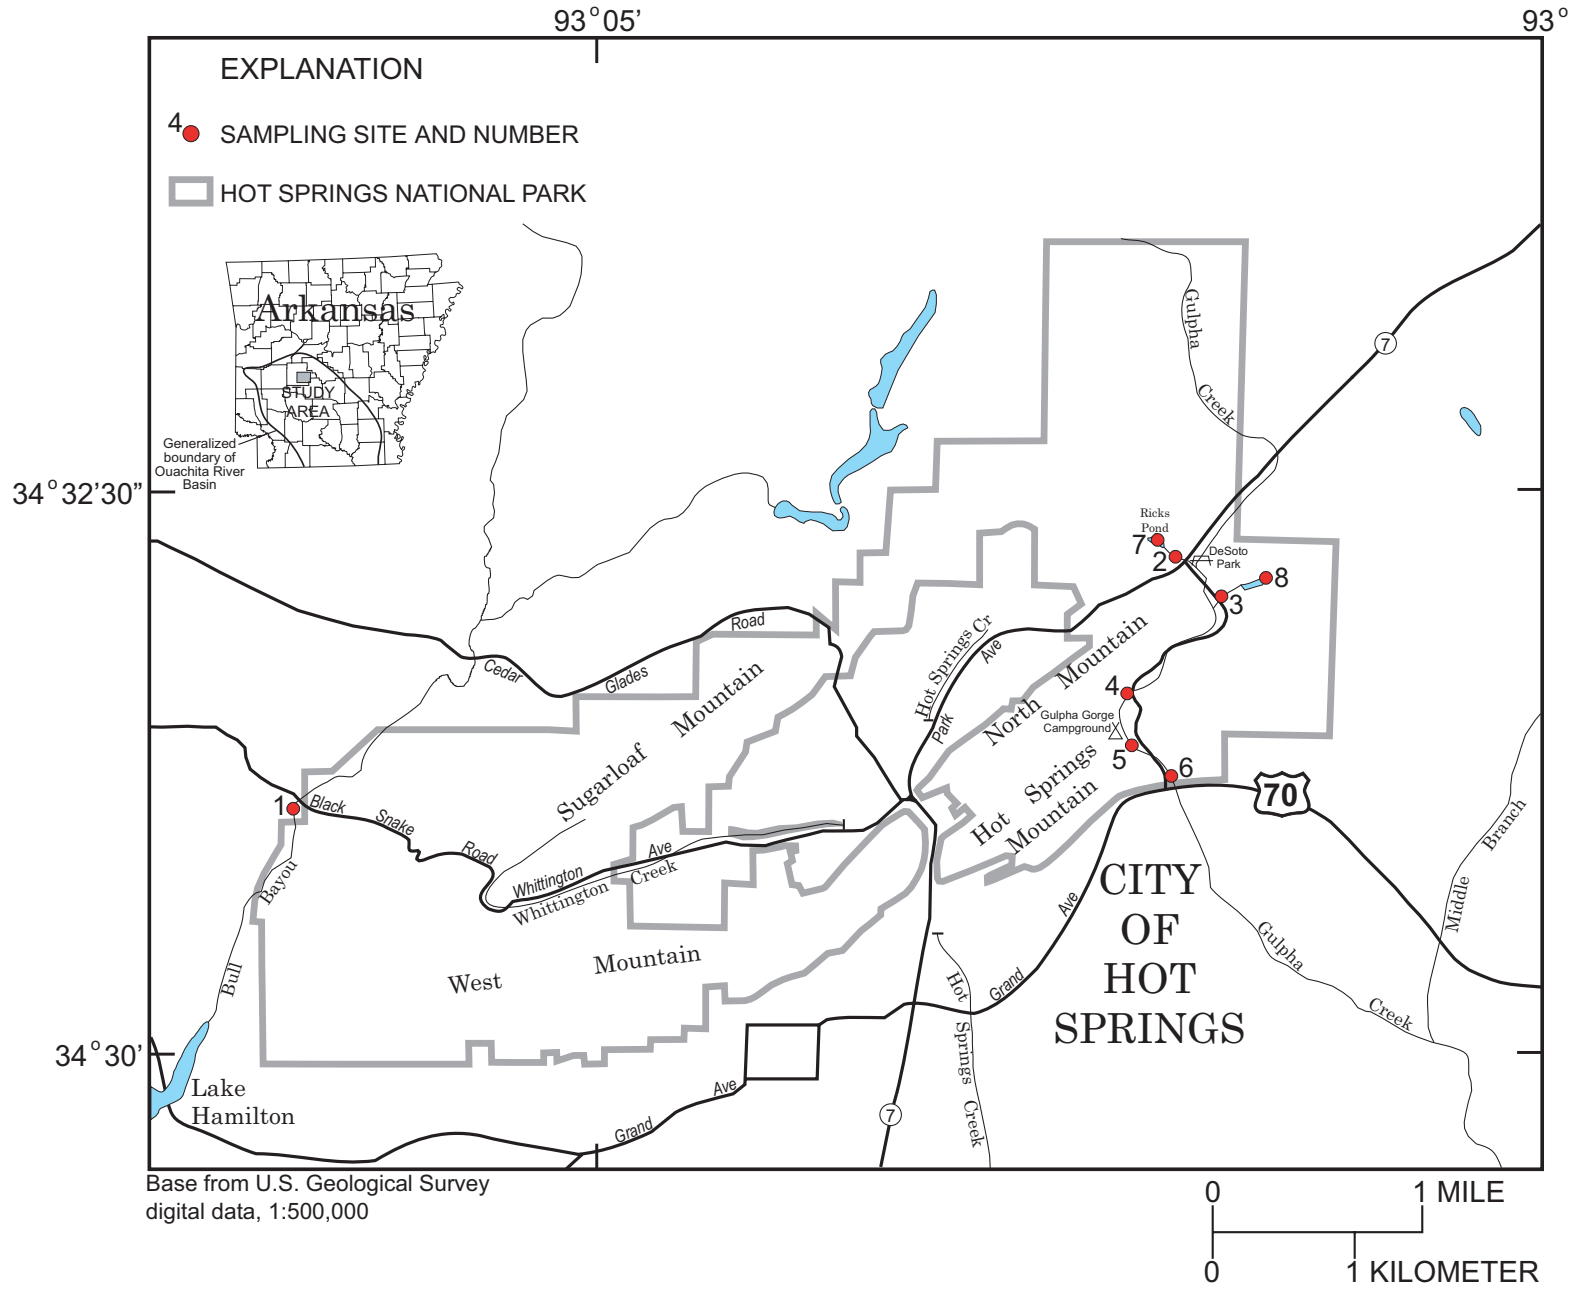 93°05’
93°
EXPLANATION
4
SAMPLING SITE AND NUMBER
HOT SPRINGS NATIONAL PARK
Arkansas
STUDY
AREA
Generalized
boundary of
Ouachita River
Basin
34°32’30”
34°30’
Gulpha
Creek
7
Ricks
Pond
7
2
DeSoto
Park
8
3
Cedar
Glades
Road
Sugarloaf
Mountain
Hot Springs Cr
Park
Ave
North
Mountain
4
Gulpha Gorge
Campground
5
6
Hot
Springs
Mountain
70
1
Black
Snake
Road
Whittington
Ave
Whittington
Creek
Bull
Bayou
West
Mountain
CITY
OF
HOT
SPRINGS
Grand
Ave
Gulpha
Creek
Middle
Branch
Hot
Springs
Creek
Lake
Hamilton
Grand
Ave
7
Base from U.S. Geological Survey
digital data, 1:500,000
0
1 MILE
0
1 KILOMETER